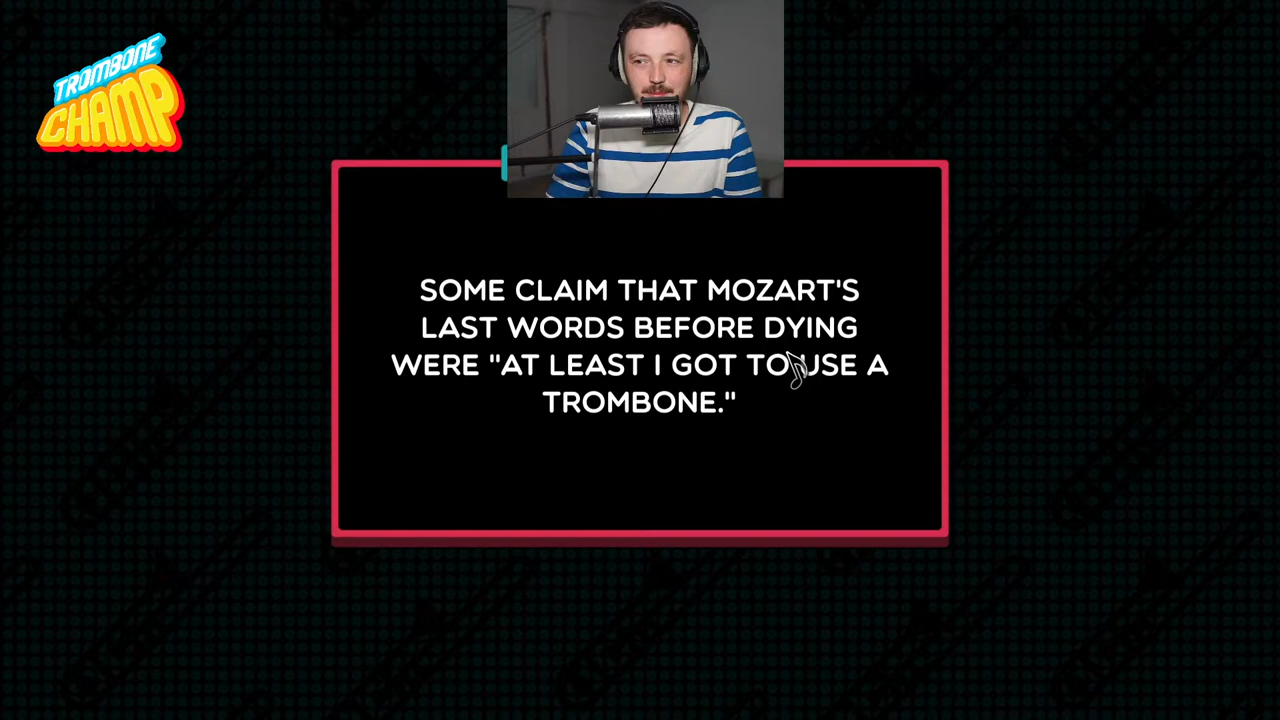 TROMBONE
CHAMP
SOME CLAIM THAT MOZART'S
LAST WORDS BEFORE DYING
WERE "AT LEAST I GOT TO USE A
TROMBONE."